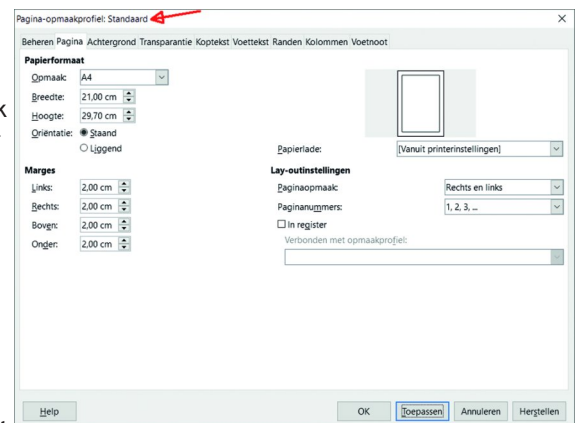 Pagina-opmaakprofiel: Standaard
Beheren Pagina Achtergrond Transparantie Koptekst Voettekst Randen Kolommen Voetnoot
Papierformaat
Opmaak: A4
Breedte: 21,00 cm
Hoogte: 29,70 cm
Oriëntatie: Staand
Liggend
Papierlade: [Vanuit printerinstellingen]
Marges
Links: 2,00 cm
Rechts: 2,00 cm
Boven: 2,00 cm
Onder: 2,00 cm
Lay-outinstellingen
Paginaopmaak: Rechts en links
Paginanummers: 1, 2, 3, ...
In register
Verbonden met opmaakprofiel:
Help OK Toepassen Annuleren Herstellen